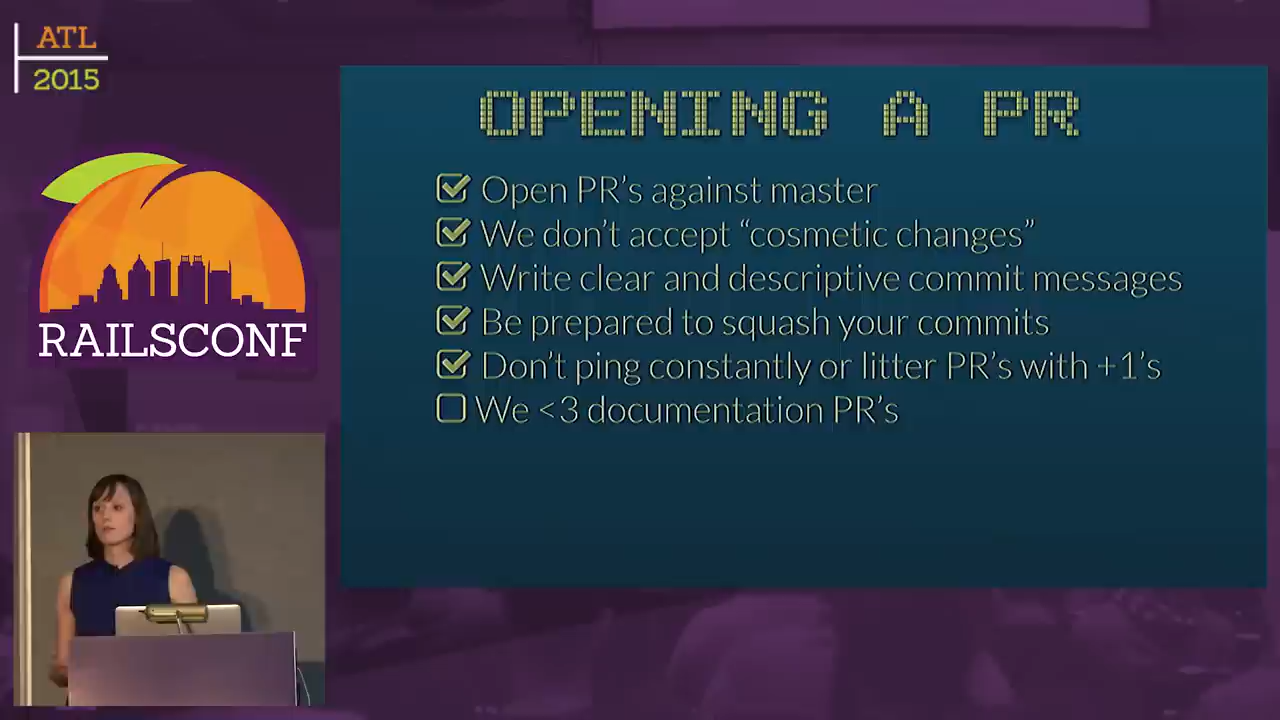 ATL
2015
RAILSCONF
OPENING A PR
Open PR's against master
We don't accept “cosmetic changes”
Write clear and descriptive commit messages
Be prepared to squash your commits
Don't ping constantly or litter PR's with +1's
We <3 documentation PR's